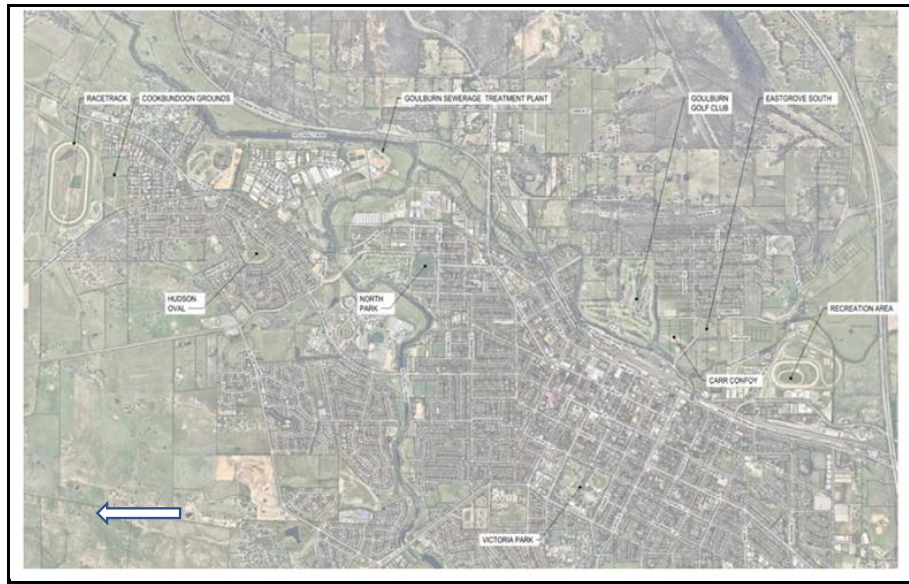 RACETRACK
COOKBUNDOON GROUNDS
GOULBURN SEWERAGE TREATMENT PLANT
GOULBURN
GOLF CLUB
EASTGROVE SOUTH
HUDSON
OVAL
NORTH
PARK
RECREATION AREA
CARR CONFOY
VICTORIA PARK